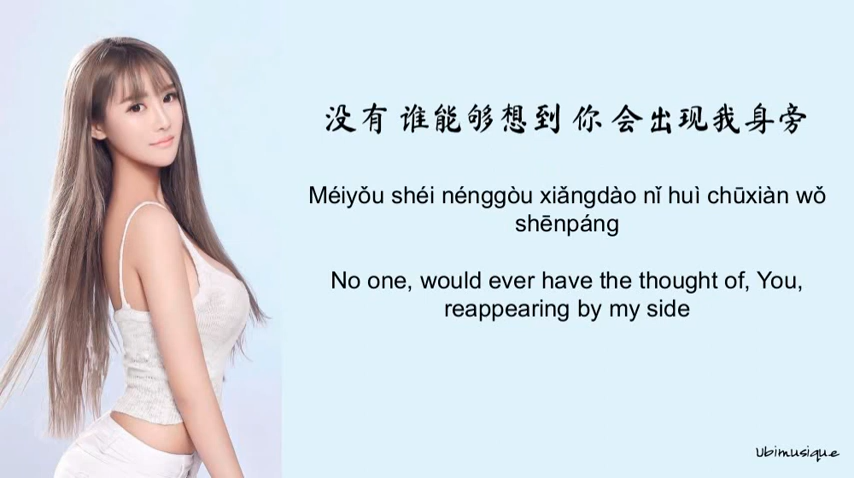 没有 谁能够想到 你 会出现我身旁
Méiyǒu shéi nénggòu xiǎngdào nǐ huì chūxiàn wǒ
shēnpáng
No one, would ever have the thought of, You,
reappearing by my side
Ubimusique